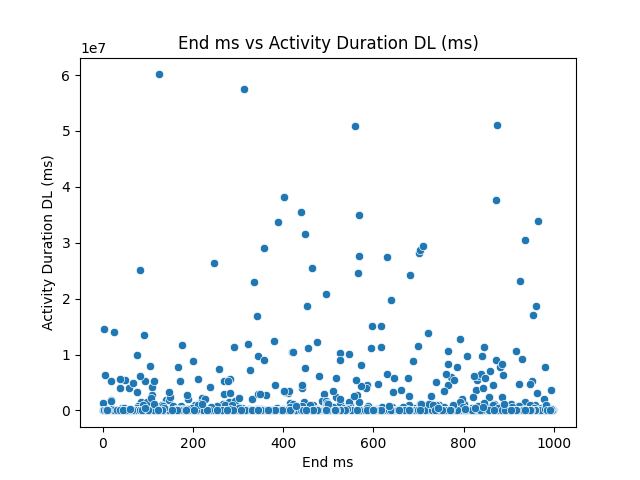 End ms vs Activity Duration DL (ms)
1e7
6
5
4
3
2
1
0
Activity Duration DL (ms)
0 200 400 600 800 1000
End ms